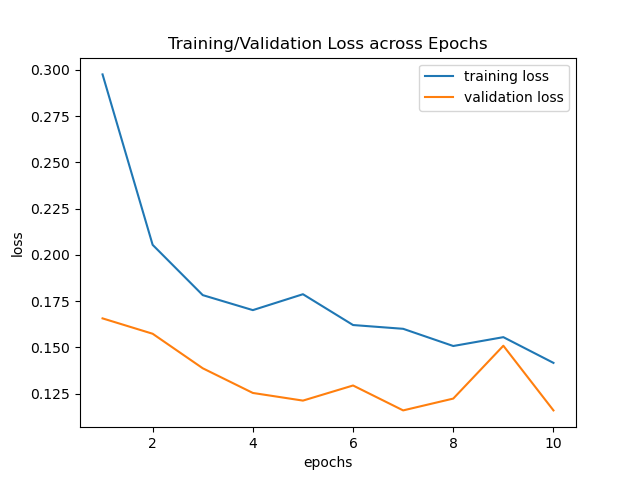 Training/Validation Loss across Epochs
training loss
validation loss
0.300
0.275
0.250
0.225
0.200
0.175
0.150
0.125
loss
2
4
6
8
10
epochs